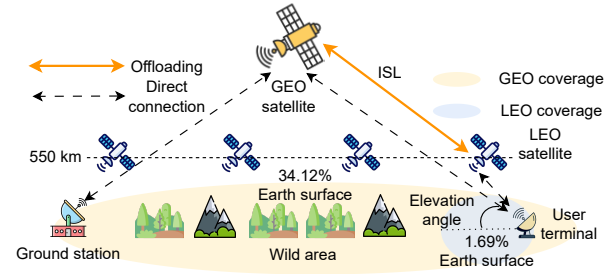 Offloading
Direct
connection
GEO
satellite
ISL
GEO coverage
LEO coverage
LEO
satellite
550 km
34.12%
Earth surface
Elevation
angle
User
terminal
1.69%
Earth surface
Ground station
Wild area